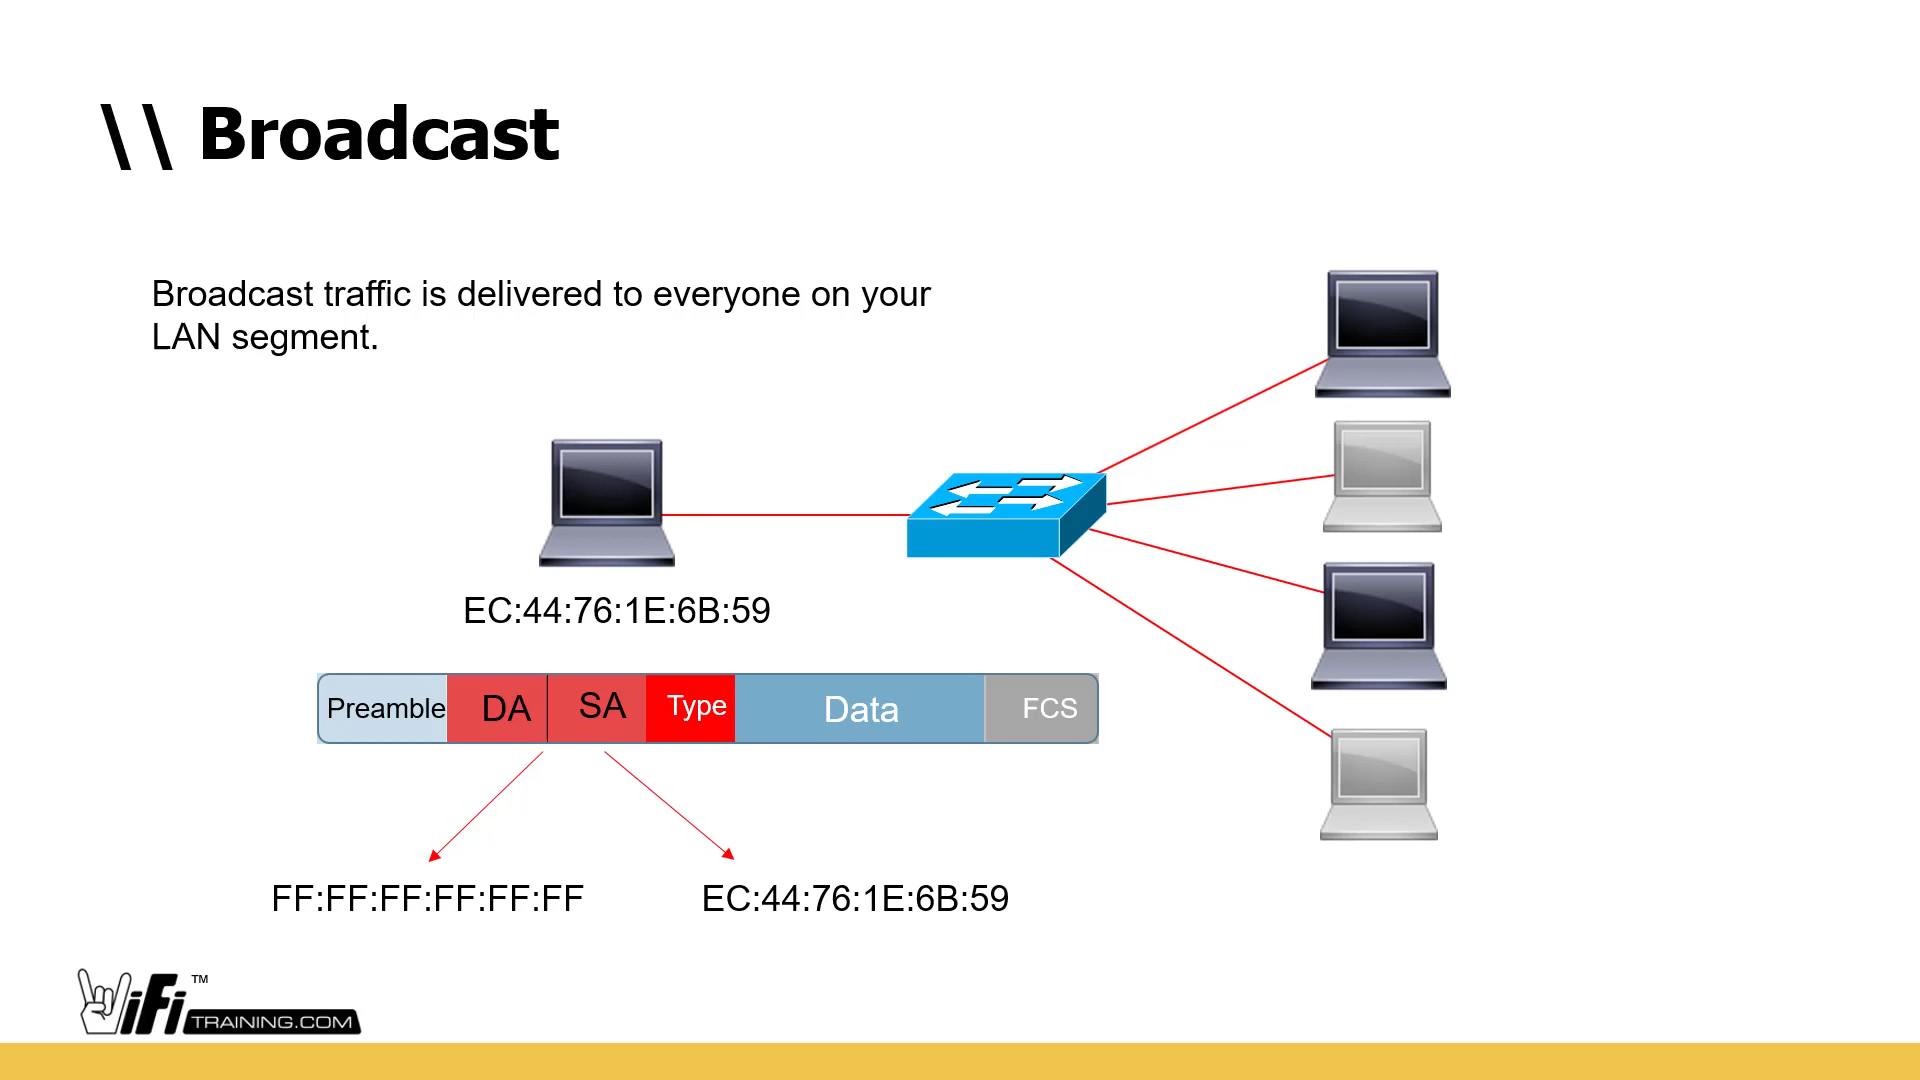 \\ Broadcast
Broadcast traffic is delivered to everyone on your
LAN segment.
EC:44:76:1E:6B:59
Preamble DA SA Type Data FCS
FF:FF:FF:FF:FF:FF EC:44:76:1E:6B:59
WiFi™
TRAINING.COM